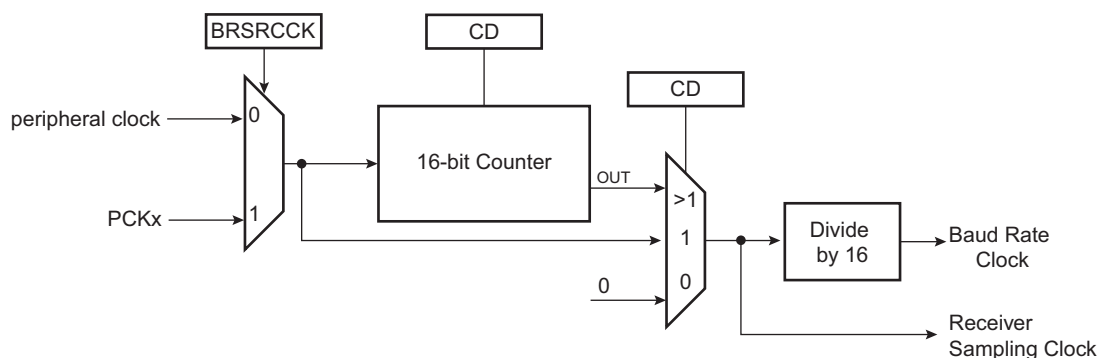 BRSRCCK
CD
CD
peripheral clock
0
16-bit Counter
OUT
>1
PCKx
1
1
Divide
by 16
Baud Rate
Clock
0
0
Receiver
Sampling Clock